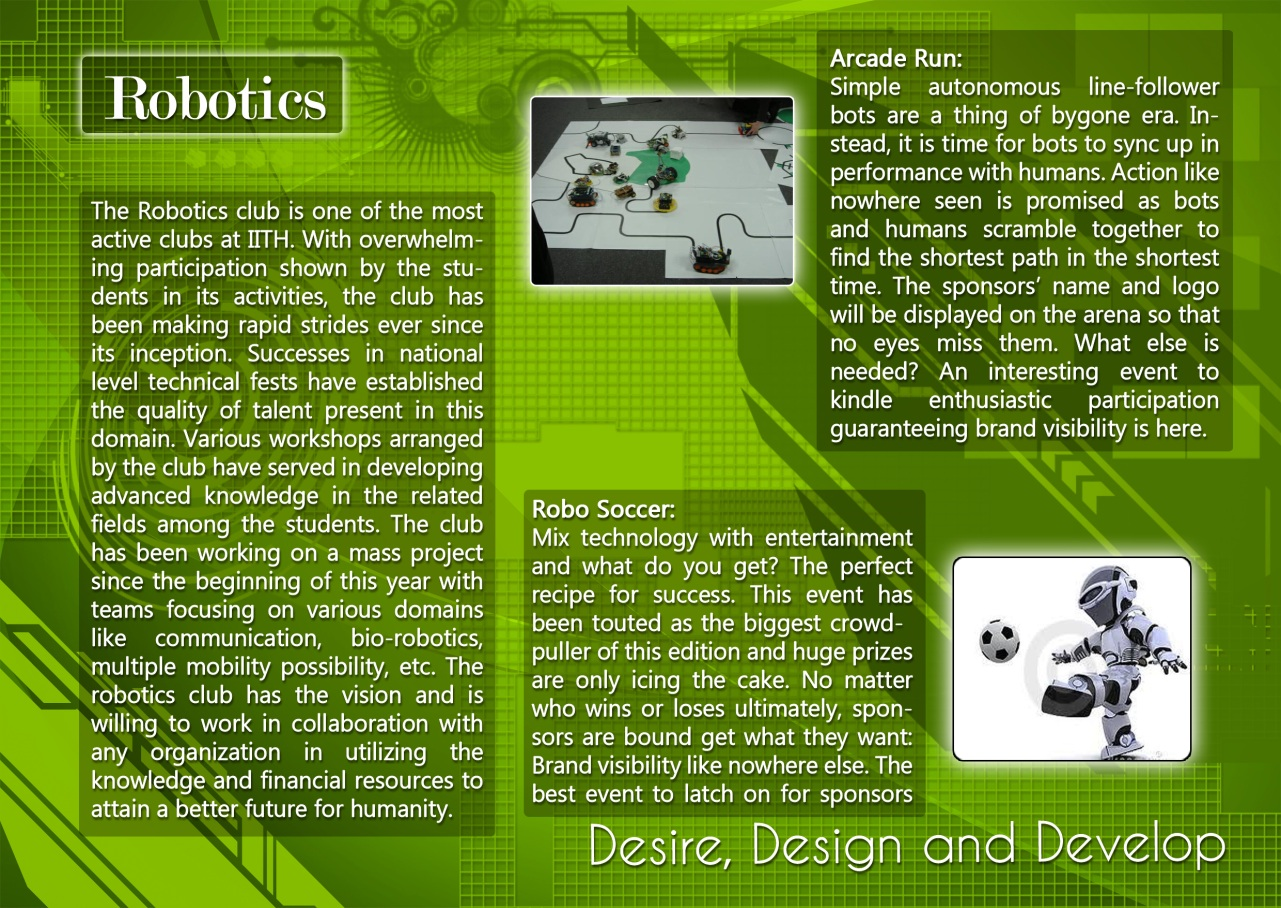 Robotics
The Robotics club is one of the most
active clubs at IITH. With overwhelm-
ing participation shown by the stu-
dents in its activities, the club has
been making rapid strides ever since
its inception. Successes in national
level technical fests have established
the quality of talent present in this
domain. Various workshops arranged
by the club have served in developing
advanced knowledge in the related
fields among the students. The club
has been working on a mass project
since the beginning of this year with
teams focusing on various domains
like communication, bio-robotics,
multiple mobility possibility, etc. The
robotics club has the vision and is
willing to work in collaboration with
any organization in utilizing the
knowledge and financial resources to
attain a better future for humanity.
Arcade Run:
Simple autonomous line-follower
bots are a thing of bygone era. In-
stead, it is time for bots to sync up in
performance with humans. Action like
nowhere seen is promised as bots
and humans scramble together to
find the shortest path in the shortest
time. The sponsors’ name and logo
will be displayed on the arena so that
no eyes miss them. What else is
needed? An interesting event to
kindle enthusiastic participation
guaranteeing brand visibility is here.
Robo Soccer:
Mix technology with entertainment
and what do you get? The perfect
recipe for success. This event has
been touted as the biggest crowd-
puller of this edition and huge prizes
are only icing the cake. No matter
who wins or loses ultimately, spon-
sors are bound get what they want:
Brand visibility like nowhere else. The
best event to latch on for sponsors
Desire, Design and Develop